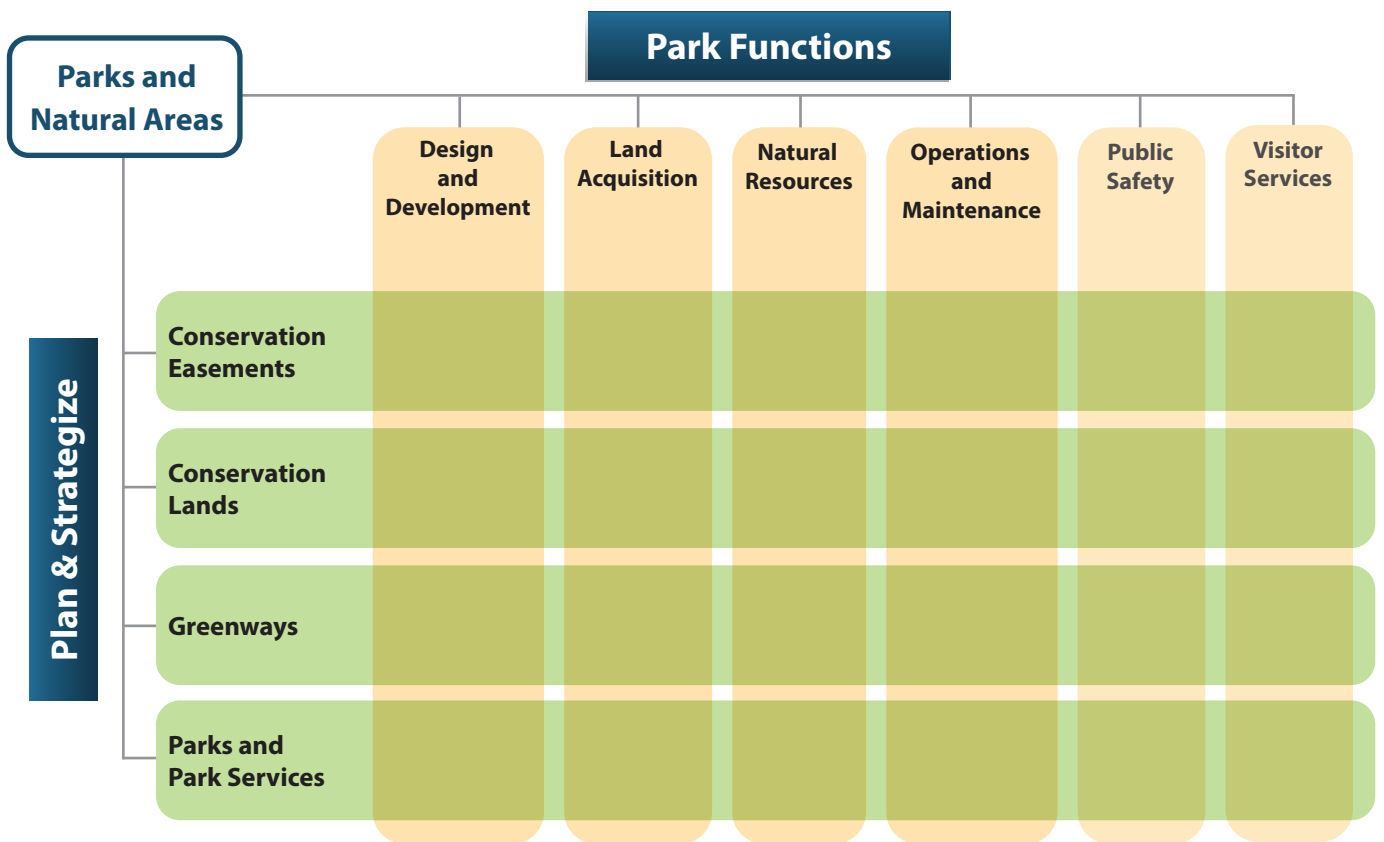 Park Functions
Parks and
Natural Areas
Design
and
Development
Land
Acquisition
Natural
Resources
Operations
and
Maintenance
Public
Safety
Visitor
Services
Plan & Strategize
Conservation
Easements
Conservation
Lands
Greenways
Parks and
Park Services